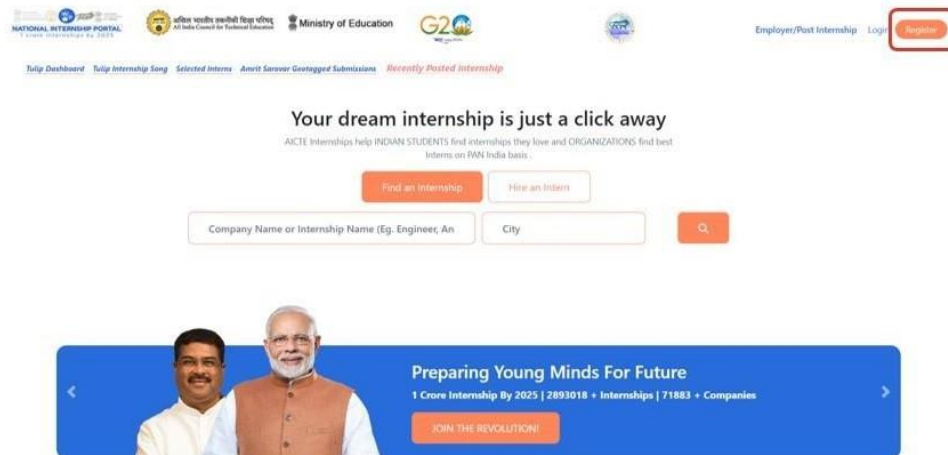 NATIONAL INTERNSHIP PORTAL
1 crore internships by 2025
अखिल भारतीय तकनीकी शिक्षा परिषद्
All India Council for Technical Education
Ministry of Education
G20
Employer/Post Internship Login Register
Tulip Dashboard Tulip Internship Song Selected Interns Amrit Sarovar Geotagged Submissions Recently Posted Internship
Your dream internship is just a click away
AICTE Internships help INDIAN STUDENTS find internships they love and ORGANIZATIONS find best
Interns on PAN India basis .
Find an Internship Hire an Intern
Company Name or Internship Name (Eg. Engineer, An City
Preparing Young Minds For Future
1 Crore Internship By 2025 | 2893018 + Internships | 71883 + Companies
JOIN THE REVOLUTION!